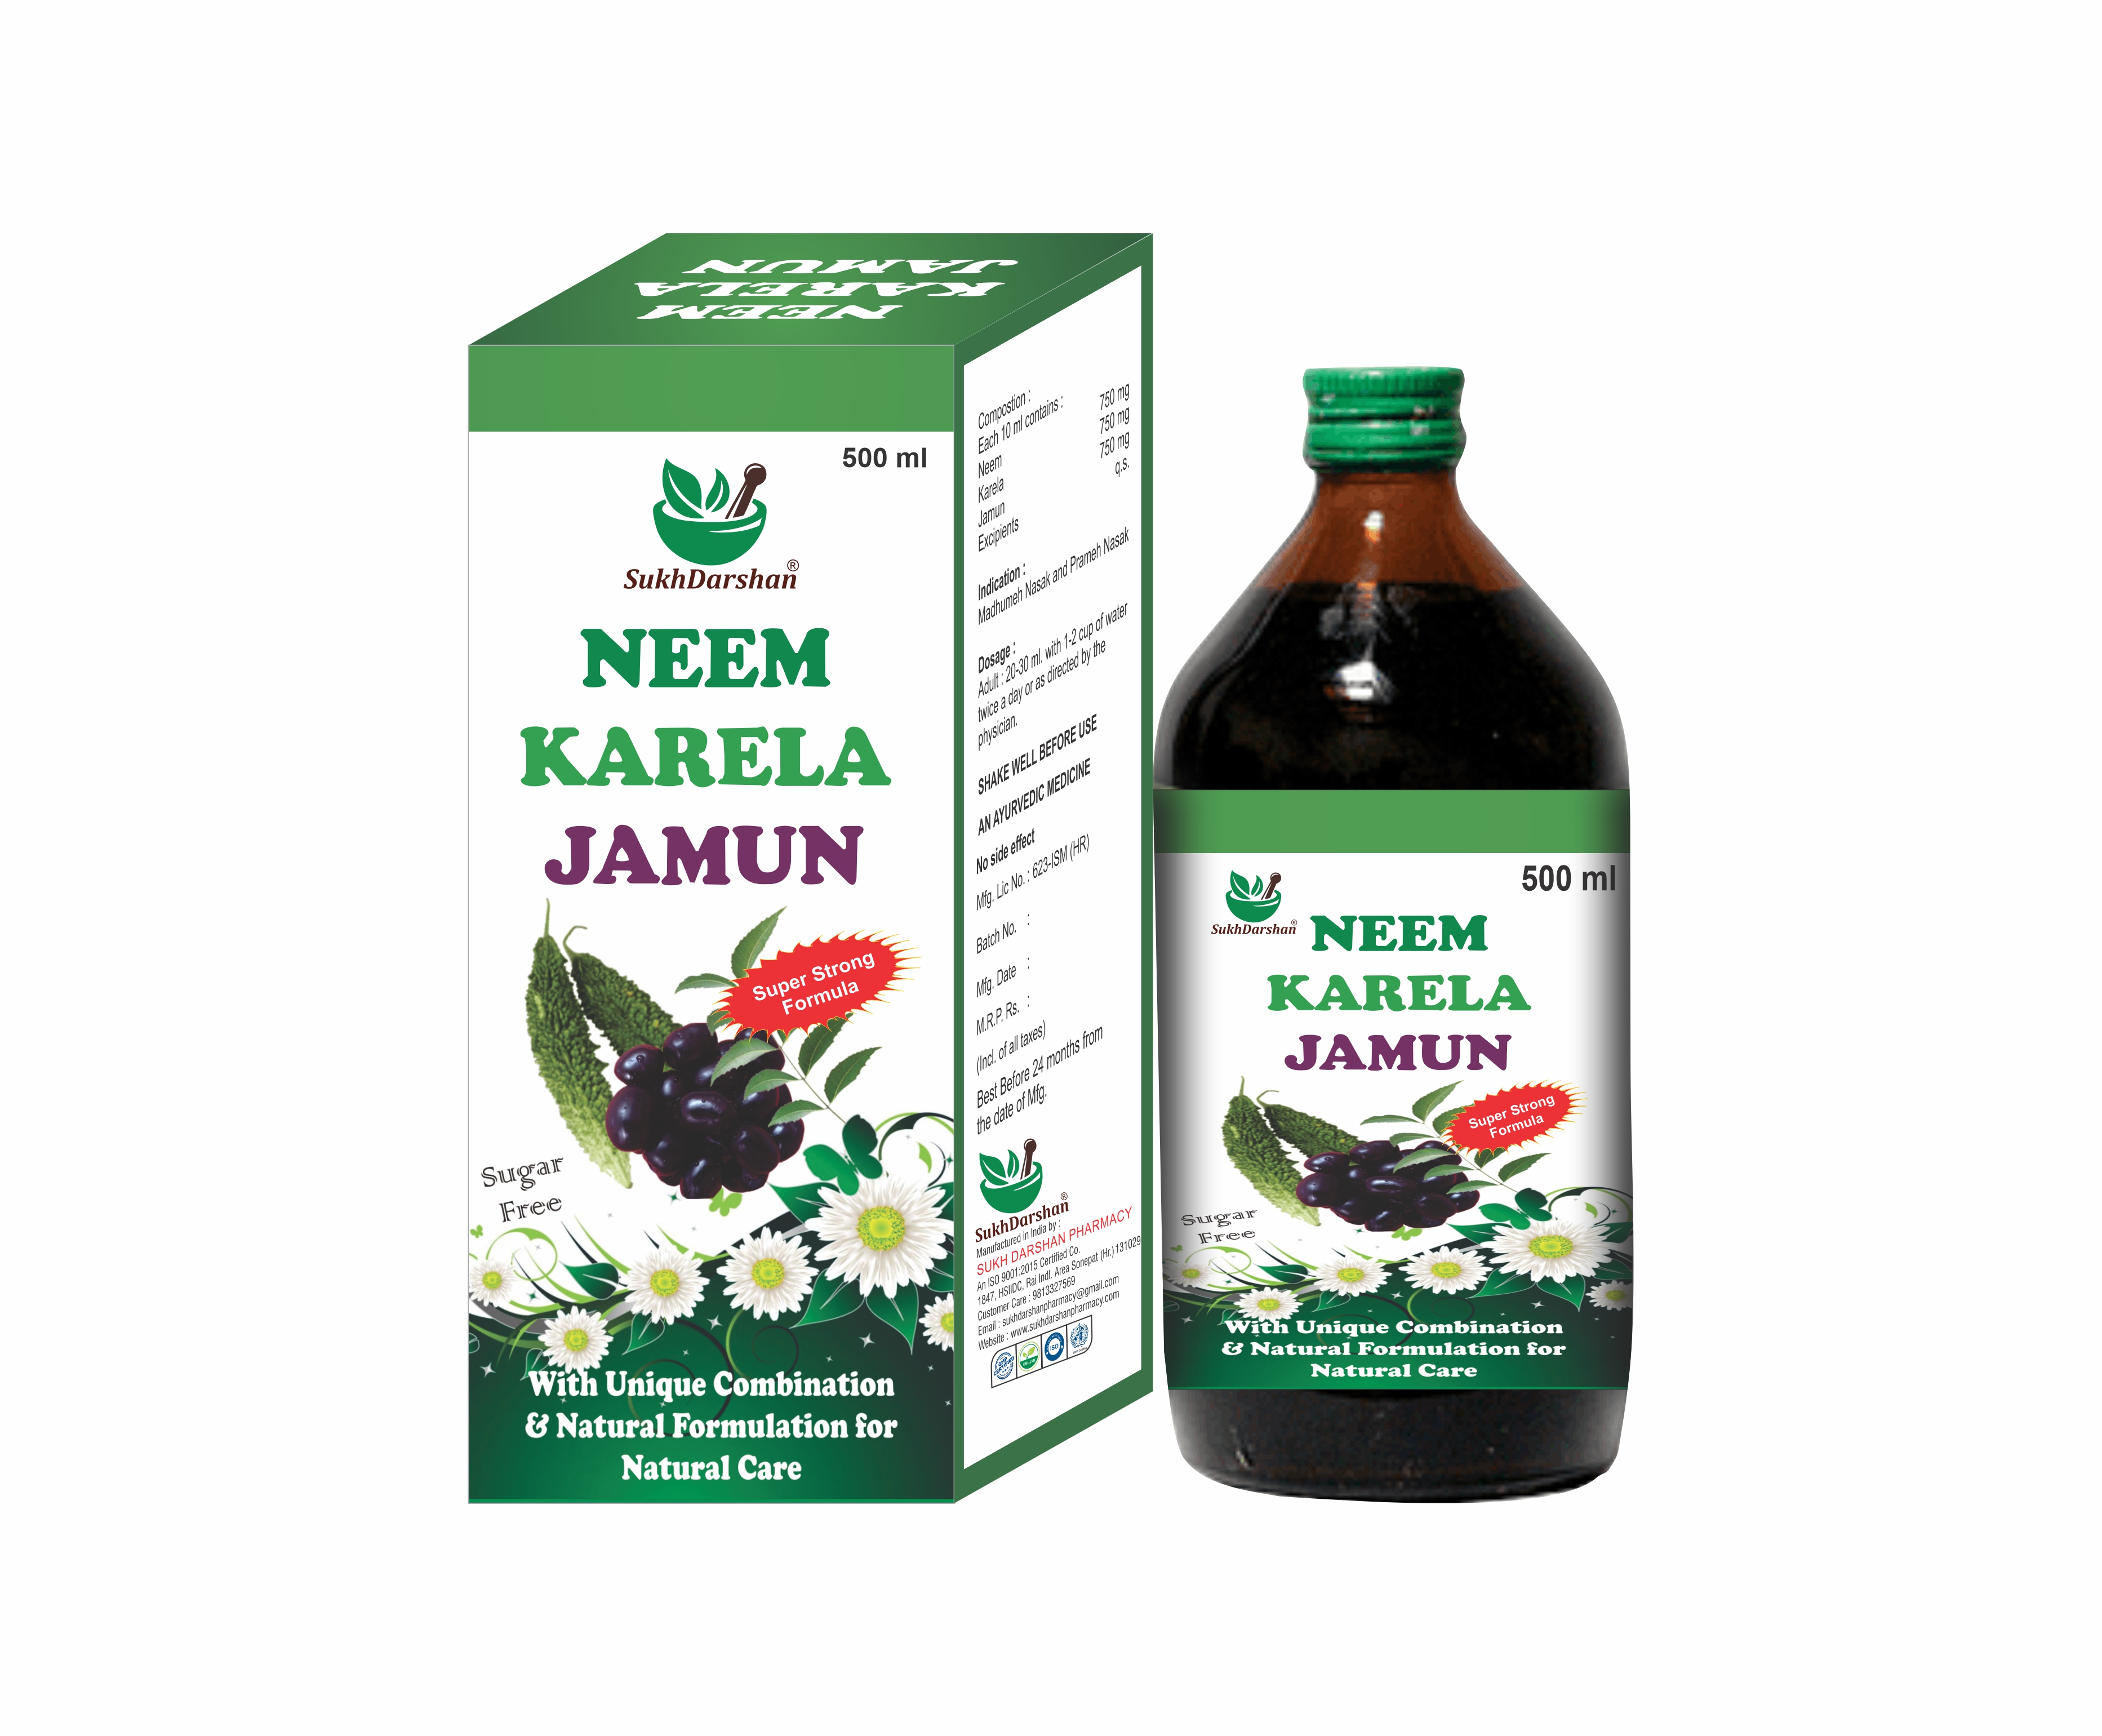 NEEM
KARELA
JAMUN
500 ml
SukhDarshan®
NEEM
KARELA
JAMUN
Super Strong
Formula
Sugar
Free
With Unique Combination
& Natural Formulation for
Natural Care
Compostion :
Each 10 ml contains :
Neem 750 mg
Karela 750 mg
Jamun 750 mg
Excipients q.s.
Indication :
Madhumeh Nasak and Prameh Nasak
Dosage :
Adult : 20-30 ml. with 1-2 cup of water
twice a day or as directed by the
physician.
SHAKE WELL BEFORE USE
AN AYURVEDIC MEDICINE
No side effect
Mfg. Lic No. : 623-ISM (HR)
Batch No. :
Mfg. Date :
M.R.P. Rs. :
(Incl. of all taxes)
Best Before 24 months from
the date of Mfg.
SukhDarshan®
Manufactured in India by :
SUKH DARSHAN PHARMACY
An ISO 9001:2015 Certified Co.
1847, HSIIDC, Rai Indl. Area Sonepat (Hr.) 131029
Customer Care : 9813327569
Email : sukhdarshanpharmacy@gmail.com
Website : www.sukhdarshanpharmacy.com
ISO
500 ml
SukhDarshan®
NEEM
KARELA
JAMUN
Super Strong
Formula
Sugar
Free
With Unique Combination
& Natural Formulation for
Natural Care